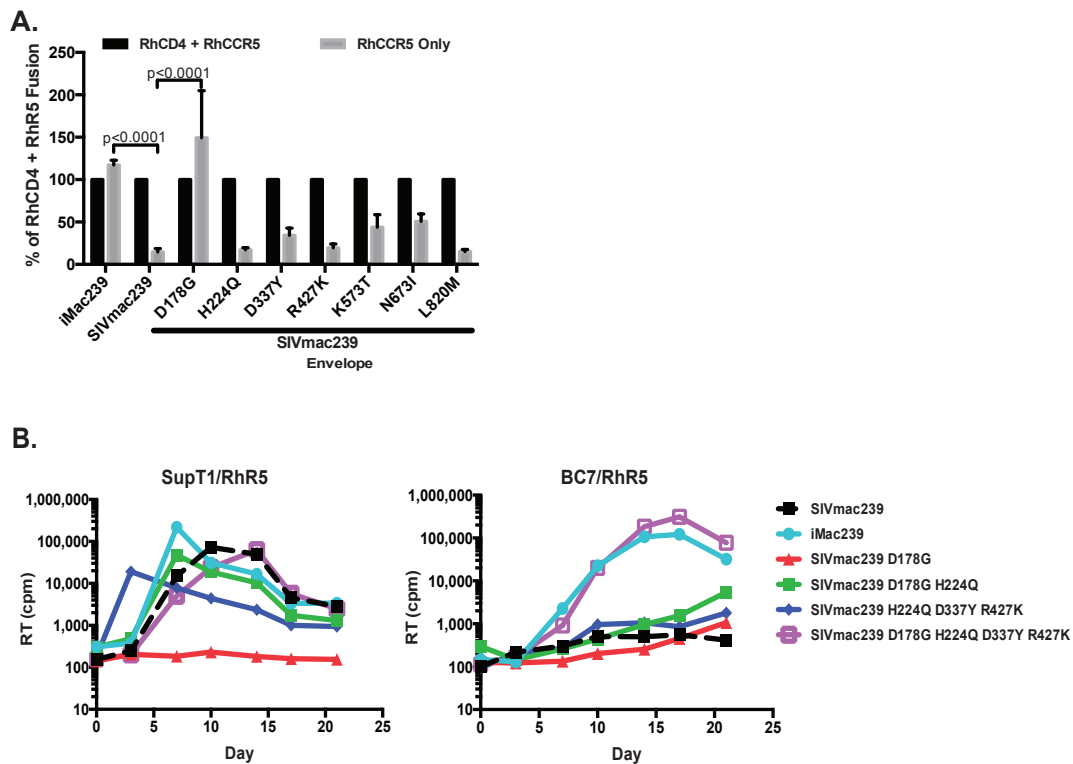 A.
RhCD4 + RhCCR5
RhCCR5 Only
% of RhCD4 + RhR5 Fusion
250
200
150
100
50
0
p<0.0001
p<0.0001
iMac239
SIVmac239
D178G
H224Q
D337Y
R427K
K573T
N673I
L820M
SIVmac239
Envelope
B.
SupT1/RhR5
RT (cpm)
1,000,000
100,000
10,000
1,000
100
10
0
5
10
15
20
25
Day
BC7/RhR5
RT (cpm)
1,000,000
100,000
10,000
1,000
100
10
0
5
10
15
20
25
Day
SIVmac239
iMac239
SIVmac239 D178G
SIVmac239 D178G H224Q
SIVmac239 H224Q D337Y R427K
SIVmac239 D178G H224Q D337Y R427K